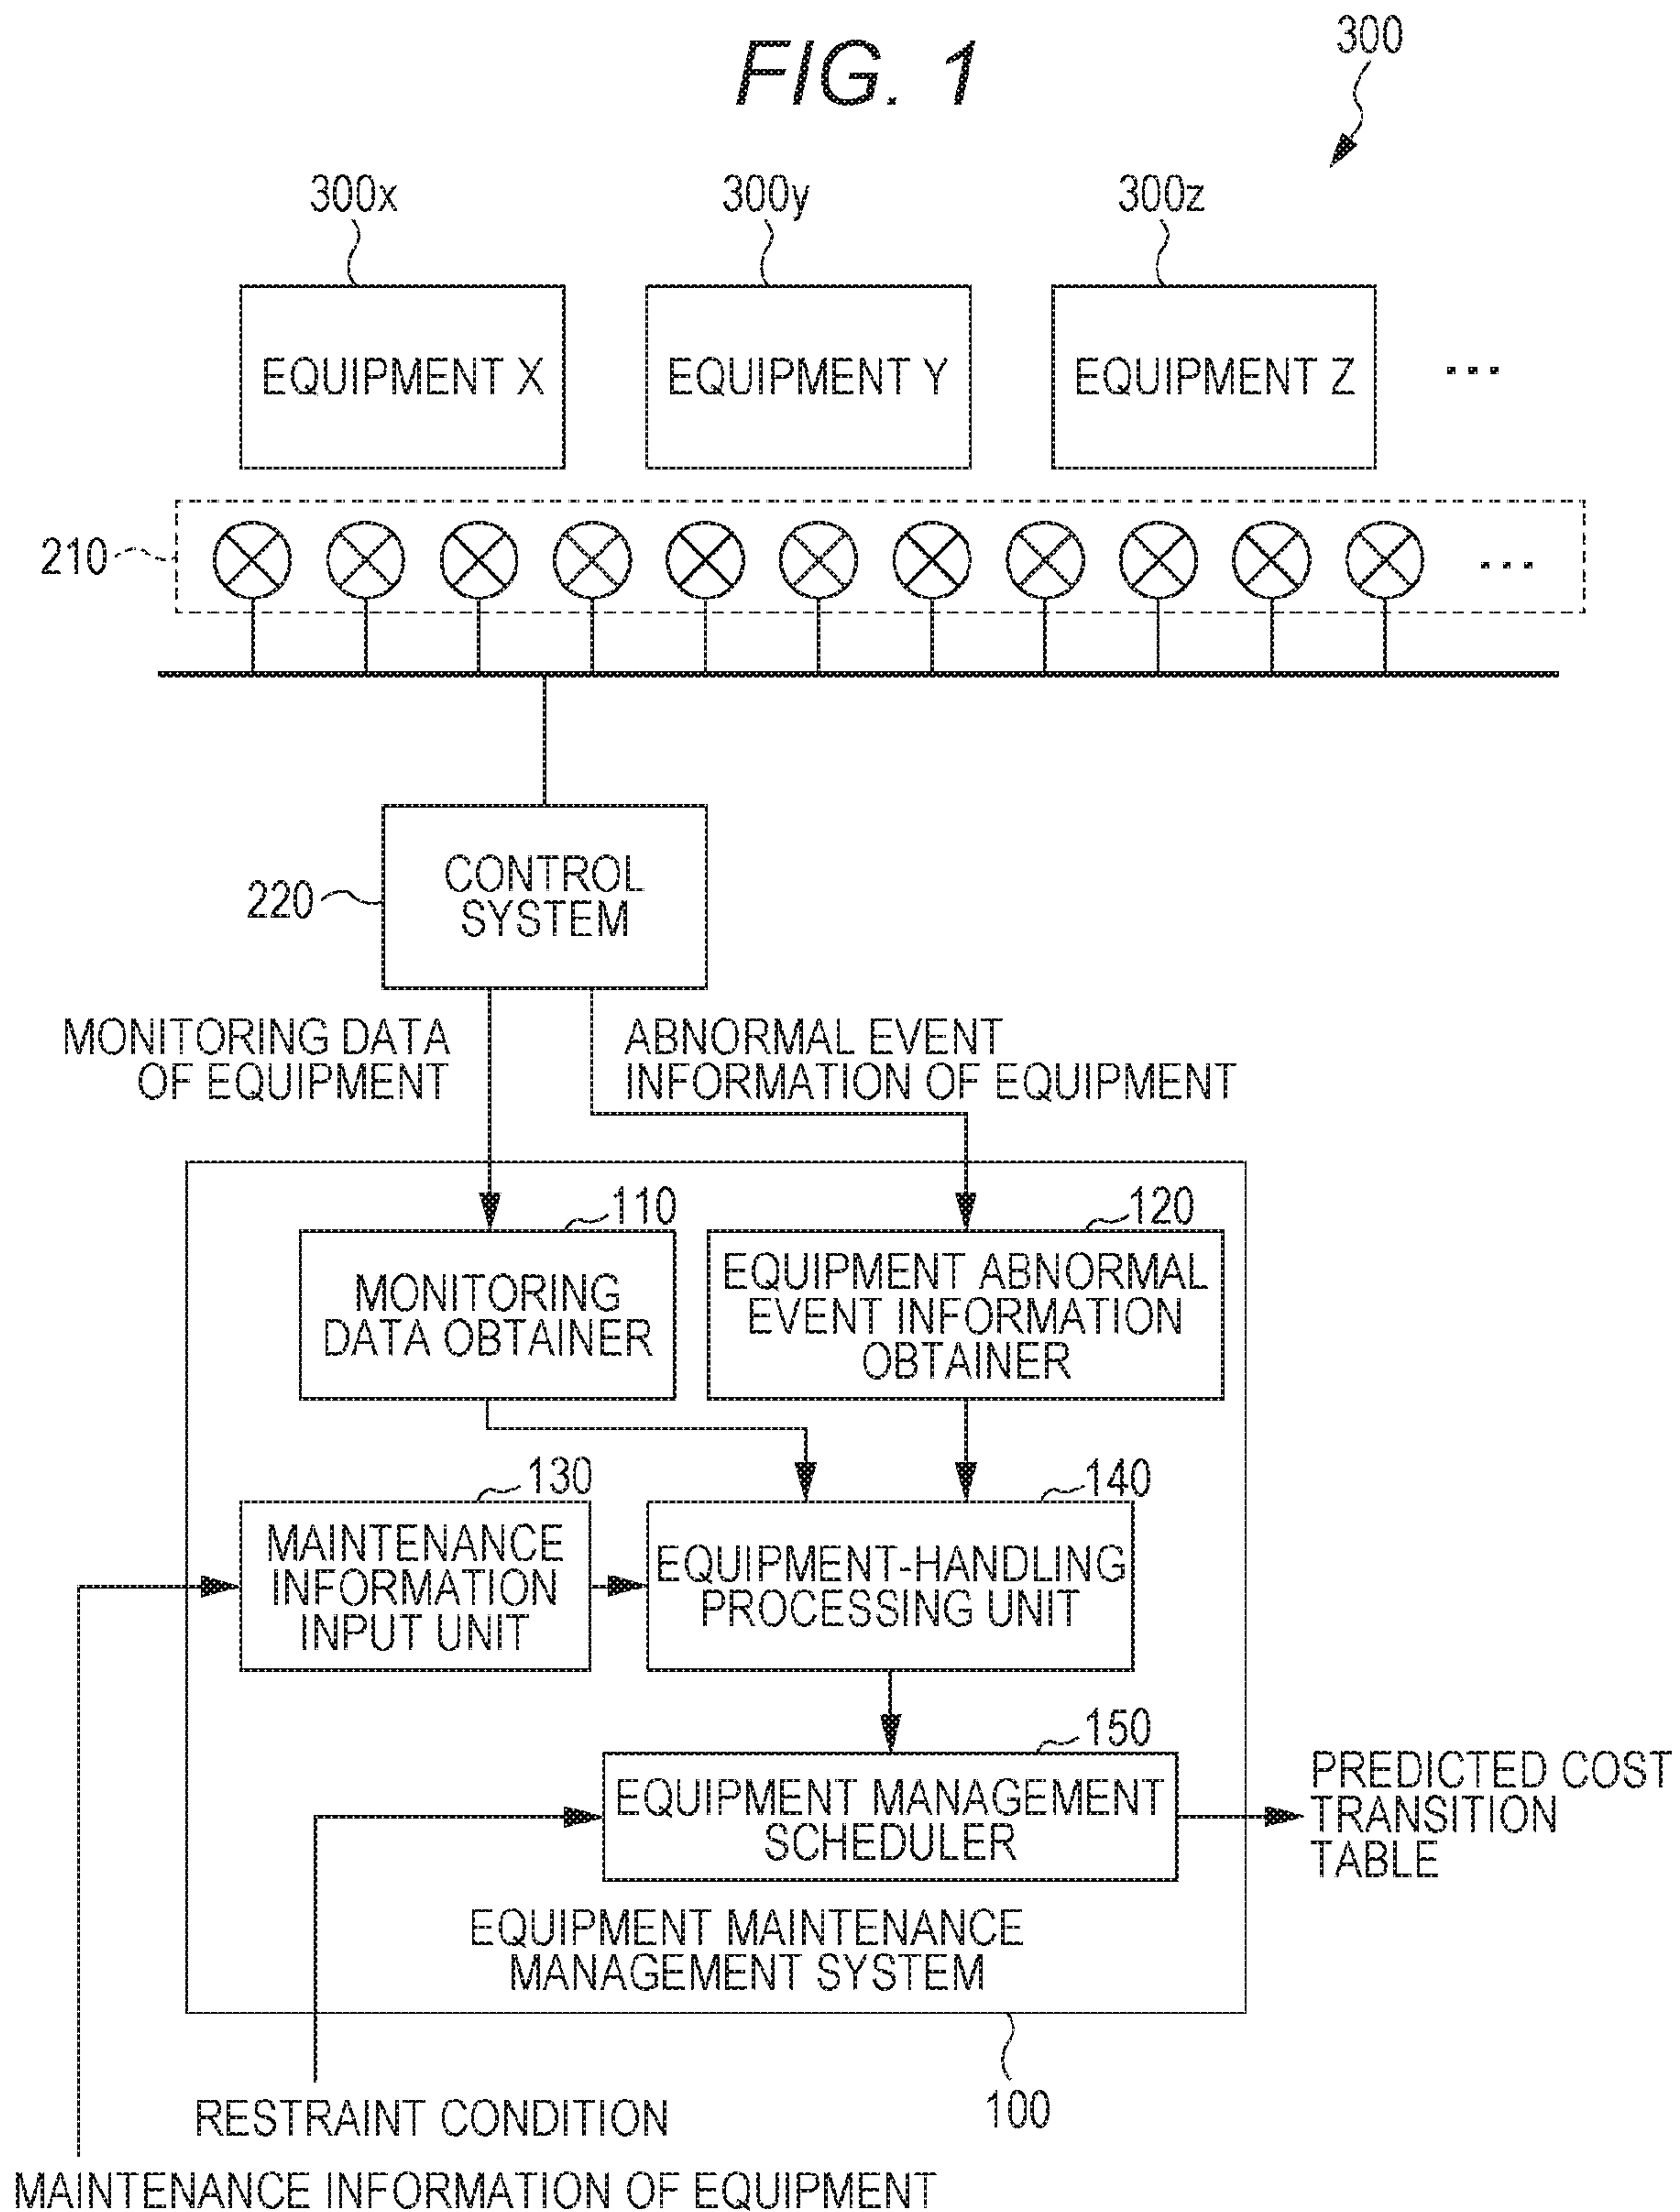 FIG. 1
300
300x
300y
300z
EQUIPMENT X
EQUIPMENT Y
EQUIPMENT Z
...
210
...
CONTROL
SYSTEM
220
MONITORING DATA
OF EQUIPMENT
ABNORMAL EVENT
INFORMATION OF EQUIPMENT
110
120
MONITORING
DATA OBTAINER
EQUIPMENT ABNORMAL
EVENT INFORMATION
OBTAINER
130
140
MAINTENANCE
INFORMATION
INPUT UNIT
EQUIPMENT-HANDLING
PROCESSING UNIT
150
EQUIPMENT MANAGEMENT
SCHEDULER
PREDICTED COST
TRANSITION
TABLE
EQUIPMENT MAINTENANCE
MANAGEMENT SYSTEM
100
RESTRAINT CONDITION
MAINTENANCE INFORMATION OF EQUIPMENT